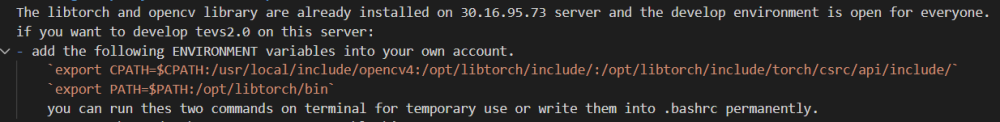 The libtorch and opencv library are already installed on 30.16.95.73 server and the develop environment is open for everyone.
if you want to develop tevs2.0 on this server:
- add the following ENVIRONMENT variables into your own account.
`export CPATH=$CPATH:/usr/local/include/opencv4:/opt/libtorch/include/:/opt/libtorch/include/torch/csrc/api/include/`
`export PATH=$PATH:/opt/libtorch/bin`
you can run thes two commands on terminal for temporary use or write them into .bashrc permanently.